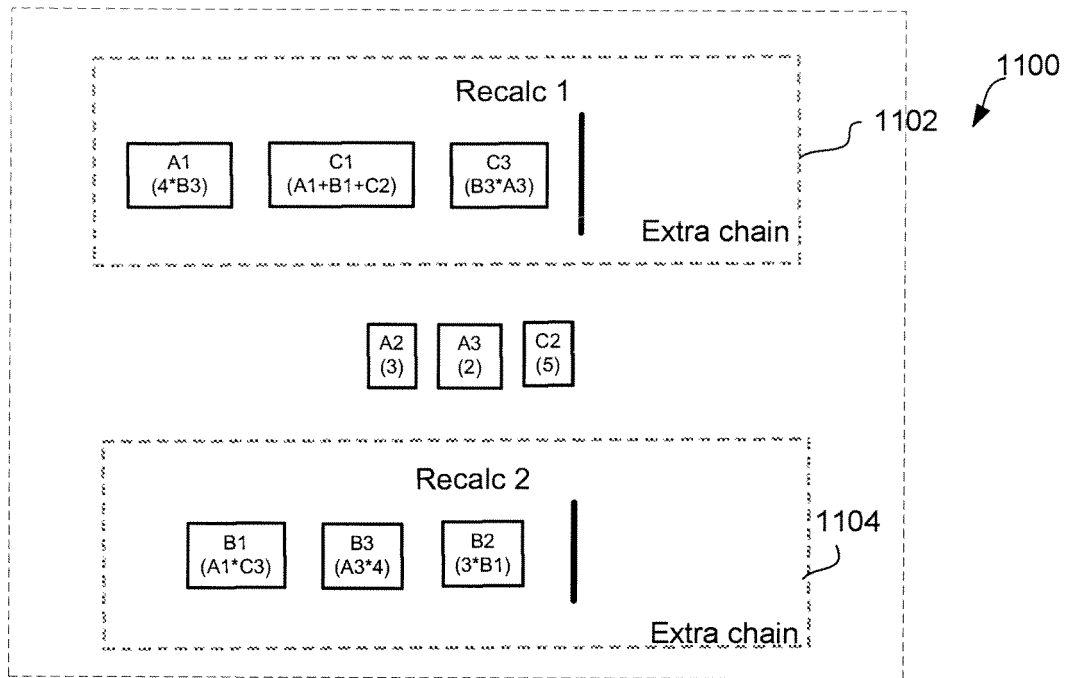 1100
Recalc 1
1102
A1
(4*B3)
C1
(A1+B1+C2)
C3
(B3*A3)
Extra chain
A2
(3)
A3
(2)
C2
(5)
Recalc 2
1104
B1
(A1*C3)
B3
(A3*4)
B2
(3*B1)
Extra chain